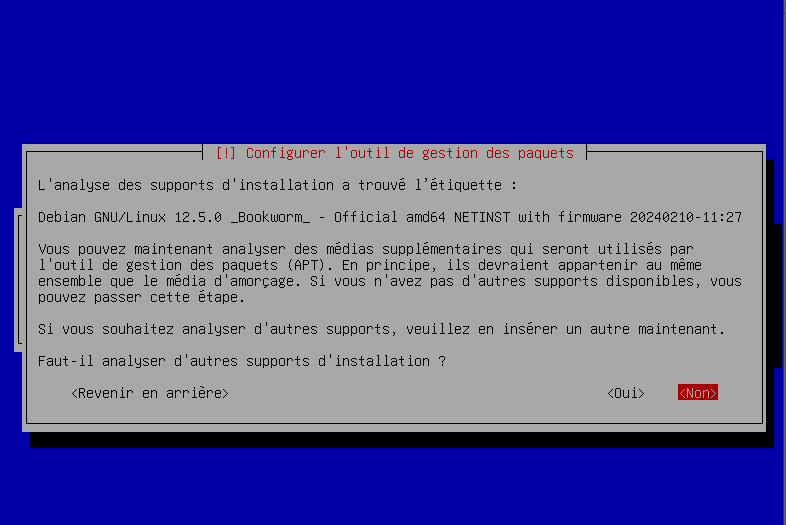 [!] Configurer l'outil de gestion des paquets
L'analyse des supports d'installation a trouvé l’étiquette :
Debian GNU/Linux 12.5.0 _Bookworm_ - Official amd64 NETINST with firmware 20240210-11:27
Vous pouvez maintenant analyser des médias supplémentaires qui seront utilisés par
l'outil de gestion des paquets (APT). En principe, ils devraient appartenir au même
ensemble que le média d'amorçage. Si vous n'avez pas d'autres supports disponibles, vous
pouvez passer cette étape.
Si vous souhaitez analyser d'autres supports, veuillez en insérer un autre maintenant.
Faut-il analyser d'autres supports d'installation ?
<Revenir en arrière> <Oui> <Non>